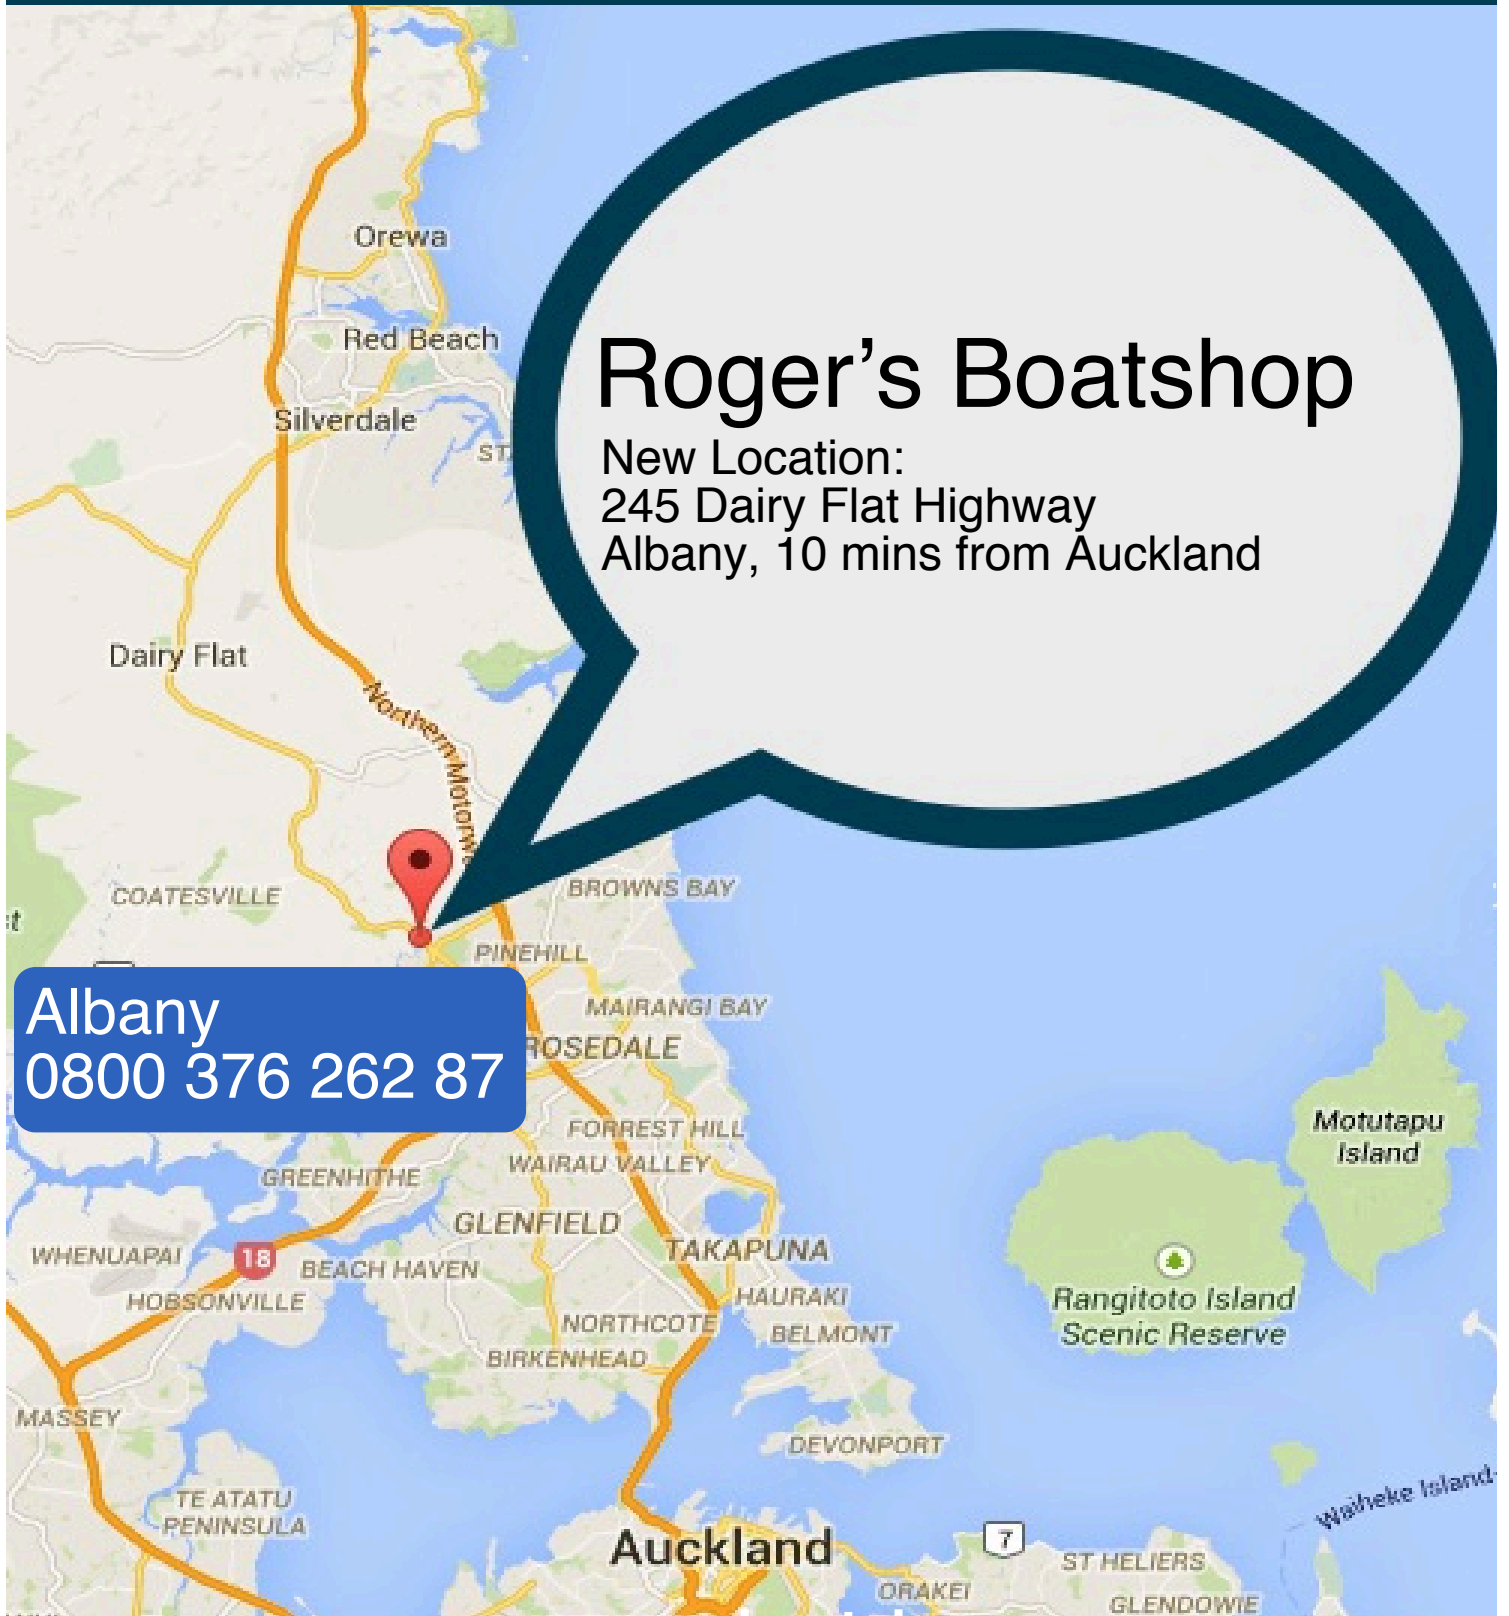 Orewa
Red Beach
Silverdale
Roger’s Boatshop
New Location:
245 Dairy Flat Highway
Albany, 10 mins from Auckland
Dairy Flat
Northern Motorw
COATESVILLE
BROWNS BAY
PINEHILL
Albany
0800 376 262 87
MAIRANGI BAY
ROSEDALE
FORREST HILL
WAIRAU VALLEY
GREENHITHE
GLENFIELD
TAKAPUNA
WHENUAPAI
18
BEACH HAVEN
HOBSONVILLE
HAURAKI
NORTHCOTE
BELMONT
BIRKENHEAD
Motutapu
Island
Rangitoto Island
Scenic Reserve
MASSEY
DEVONPORT
TE ATATU
PENINSULA
Waiheke Island
Auckland
7
ST HELIERS
ORAKEI
GLENDOWIE